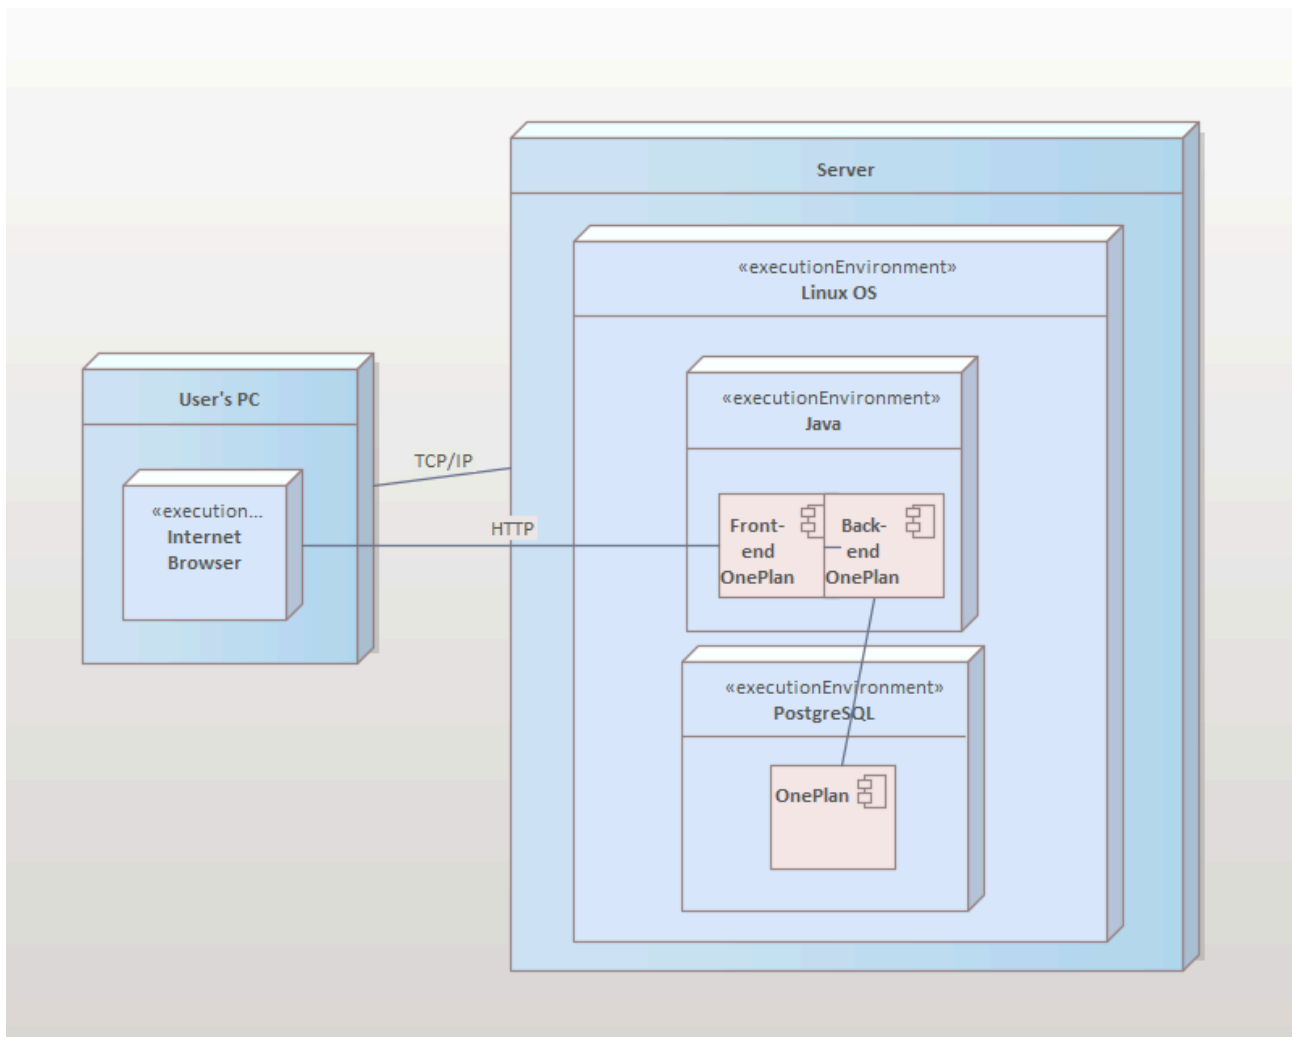 Server
«executionEnvironment»
Linux OS
User's PC
«executionEnvironment»
Java
TCP/IP
«execution...
Internet
Browser
HTTP
Front-
end
OnePlan
Back-
end
OnePlan
«executionEnvironment»
PostgreSQL
OnePlan